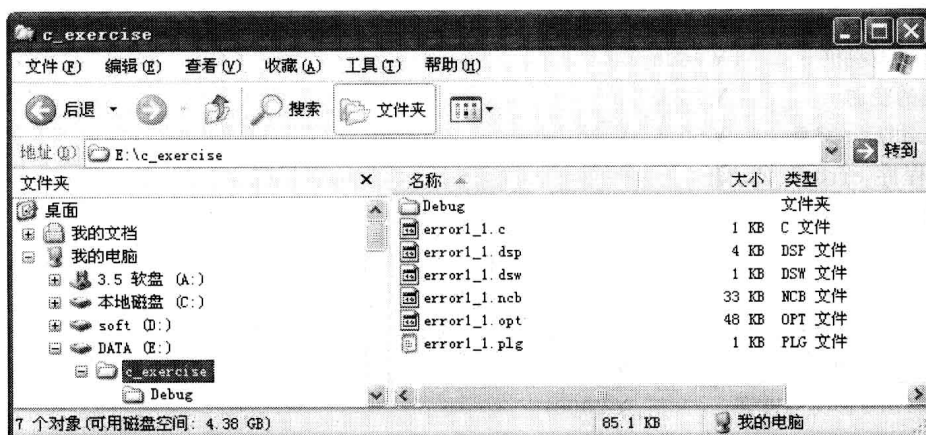 c_exercise
文件(F) 编辑(E) 查看(V) 收藏(A) 工具(T) 帮助(H)
后退 搜索 文件夹
地址(D) E:\c_exercise 转到
文件夹 × 名称 大小 类型
桌面
我的文档
我的电脑
3.5 软盘 (A:)
本地磁盘 (C:)
soft (D:)
DATA (E:)
c_exercise
Debug
Debug 文件夹
error1_1.c 1 KB C 文件
error1_1.dsp 4 KB DSP 文件
error1_1.dsw 1 KB DSW 文件
error1_1.ncb 33 KB NCB 文件
error1_1.opt 48 KB OPT 文件
error1_1.plg 1 KB PLG 文件
7 个对象(可用磁盘空间: 4.38 GB) 85.1 KB 我的电脑